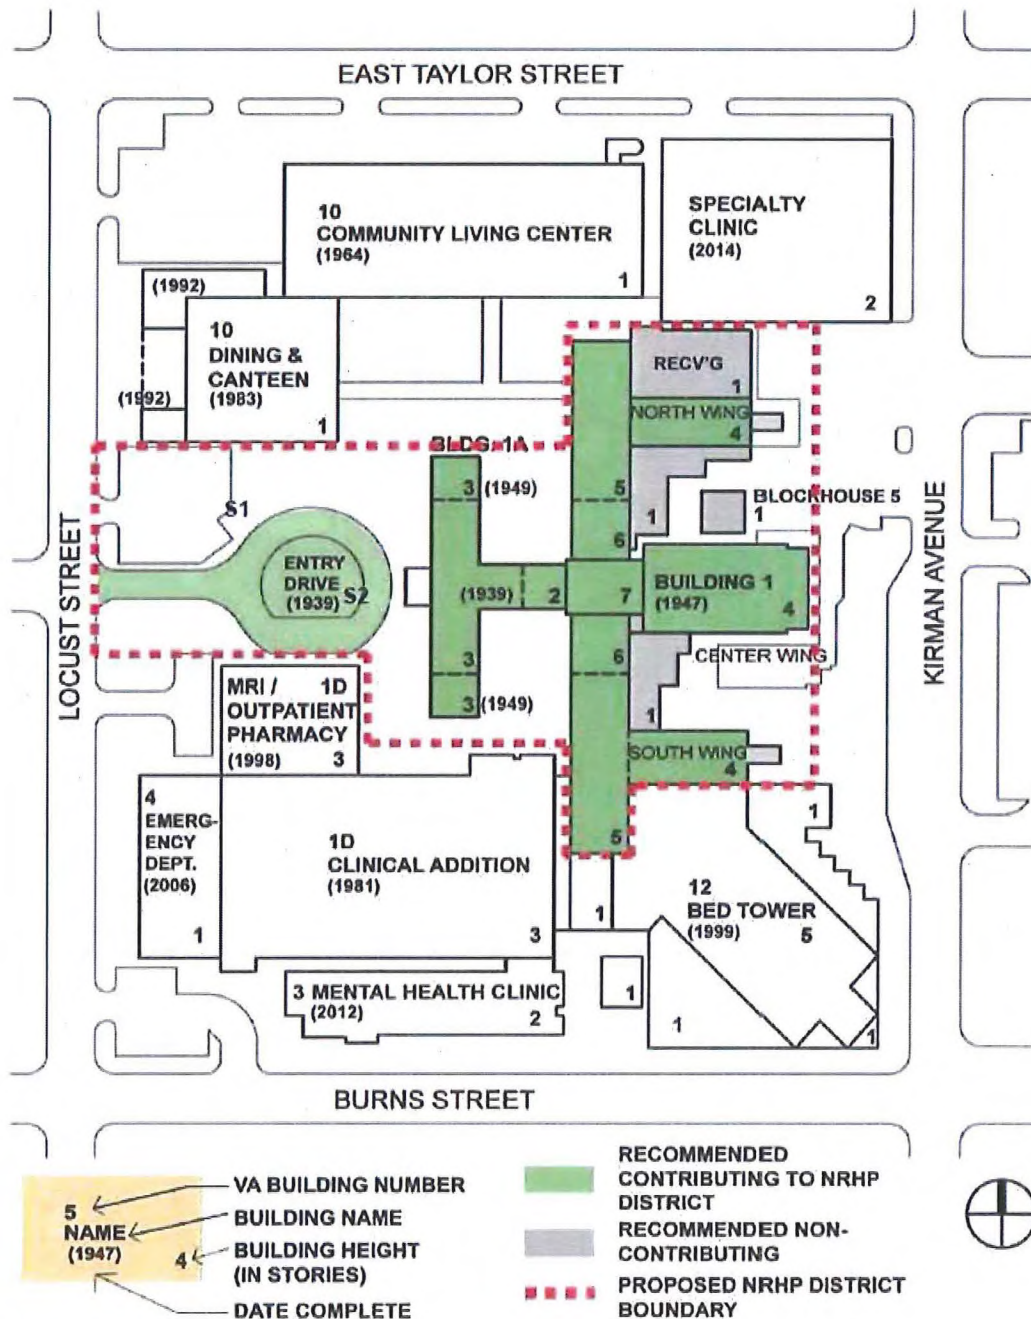 EAST TAYLOR STREET
10
COMMUNITY LIVING CENTER
(1964)
1
SPECIALTY
CLINIC
(2014)
2
(1992)
10
DINING &
CANTEEN
(1983)
(1992)
1
RECV'G
1
NORTH WING
4
BLDG. 1A
3 (1949)
5
S1
BLOCKHOUSE 5
1
1
6
LOCUST STREET
KIRMAN AVENUE
ENTRY
DRIVE
(1939)
S2
(1939)
2
7
BUILDING 1
(1947)
4
3
6
CENTER WING
3 (1949)
1
MRI / 1D
OUTPATIENT
PHARMACY
(1998) 3
SOUTH WING
4
4
EMERG-
ENCY
DEPT.
(2006)
1
1D
CLINICAL ADDITION
(1981)
3
5
1
1
12
BED TOWER
(1999)
5
3 MENTAL HEALTH CLINIC
(2012)
2
1
1
1
BURNS STREET
5
NAME
(1947)
4
VA BUILDING NUMBER
BUILDING NAME
BUILDING HEIGHT
(IN STORIES)
DATE COMPLETE
RECOMMENDED
CONTRIBUTING TO NRHP
DISTRICT
RECOMMENDED NON-
CONTRIBUTING
PROPOSED NRHP DISTRICT
BOUNDARY